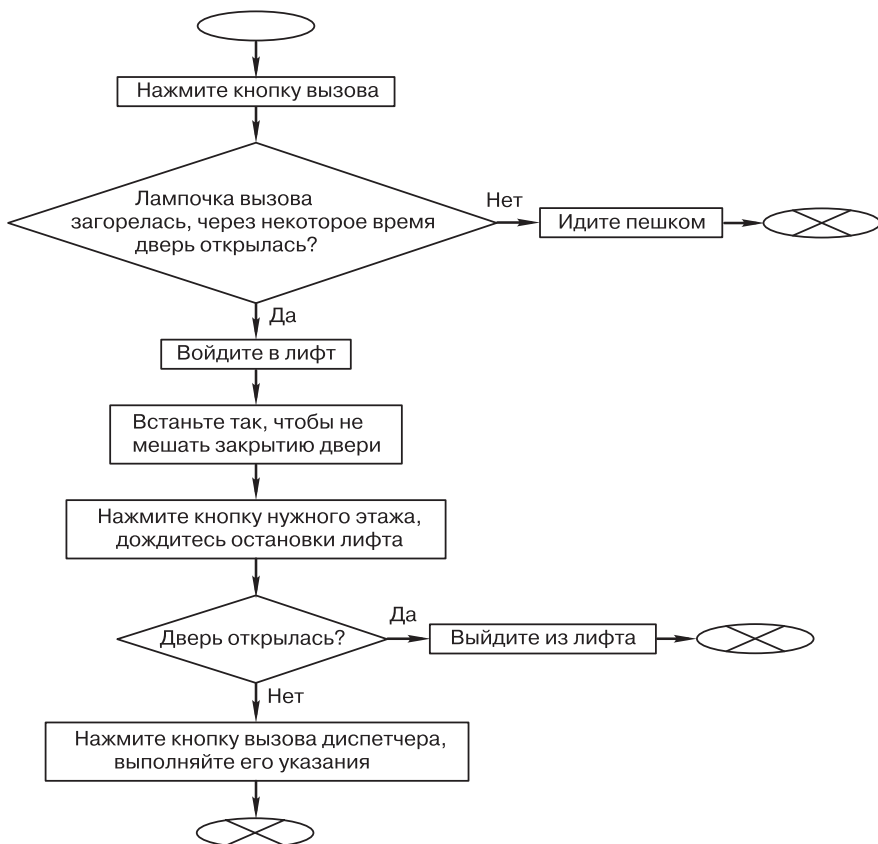 Нажмите кнопку вызова
Лампочка вызова
загорелась, через некоторое время
дверь открылась?
Нет
Идите пешком
Да
Войдите в лифт
Встаньте так, чтобы не
мешать закрытию двери
Нажмите кнопку нужного этажа,
дождитесь остановки лифта
Дверь открылась?
Да
Выйдите из лифта
Нет
Нажмите кнопку вызова диспетчера,
выполняйте его указания